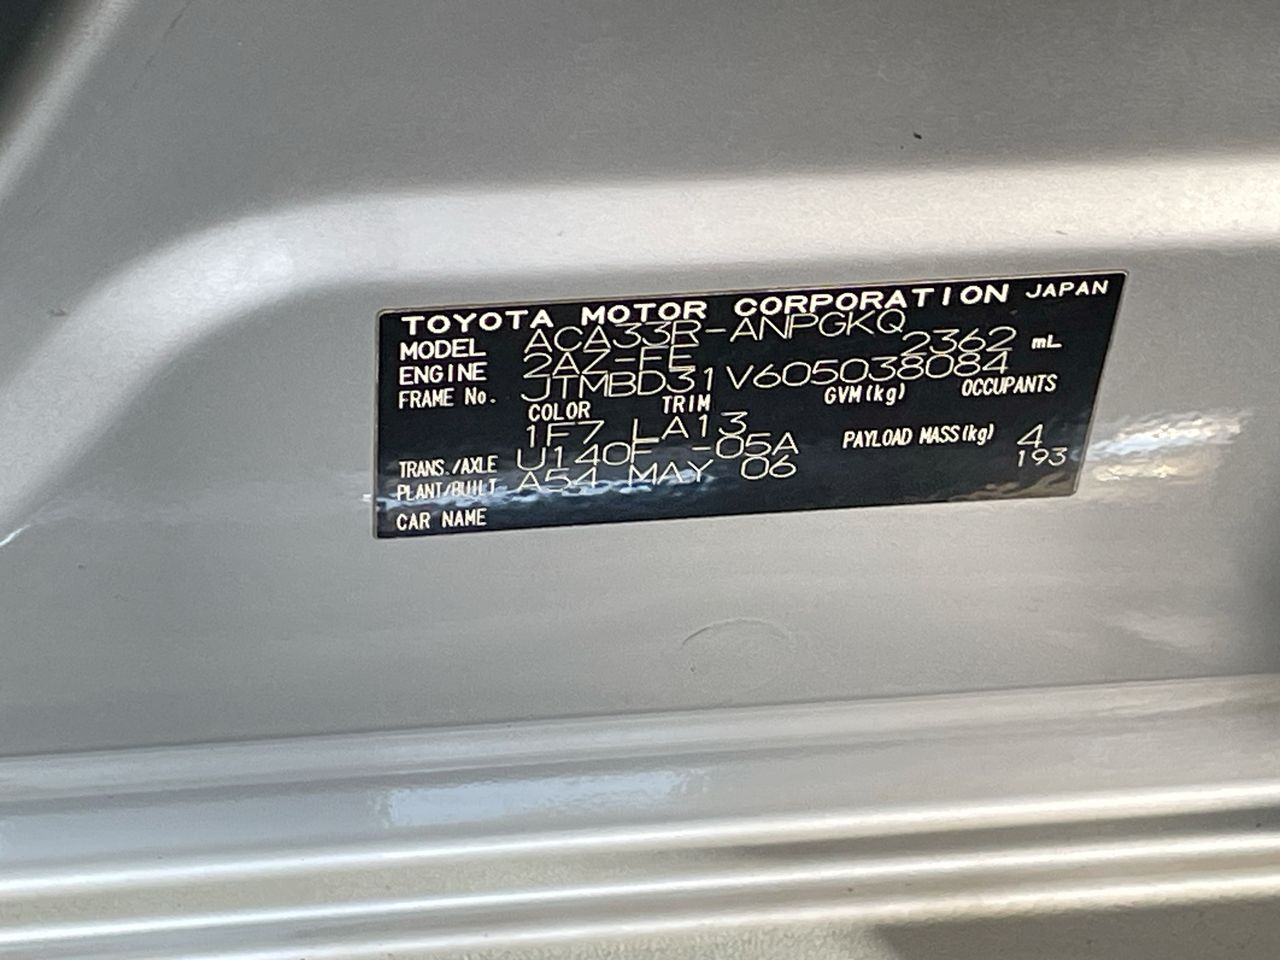 TOYOTA MOTOR CORPORATION JAPAN
MODEL ACA33R-ANPGKQ
ENGINE 2AZ-FE 2362 mL
FRAME No. JTMBD31V605038084
COLOR TRIM GVM(kg) OCCUPANTS
1F7 LA13
PAYLOAD MASS(kg) 4
TRANS./AXLE U140F -05A 193
PLANT/BUILT A54 MAY 06
CAR NAME